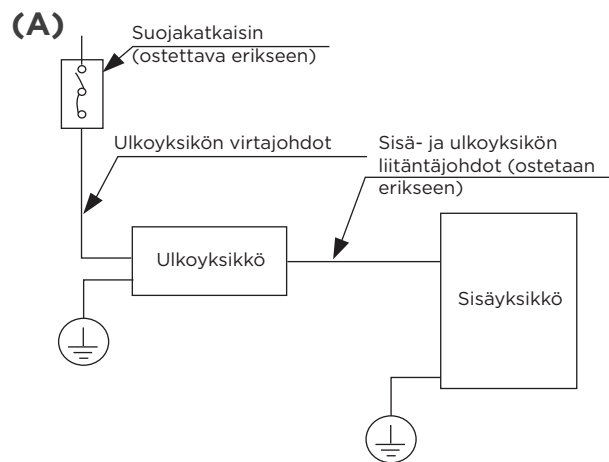 (A)
Suojakatkaisin
(ostettava erikseen)
Ulkoyksikön virtajohdot
Sisä- ja ulkoyksikön
liitäntäjohdot (ostetaan
erikseen)
Ulkoyksikkö
Sisäyksikkö